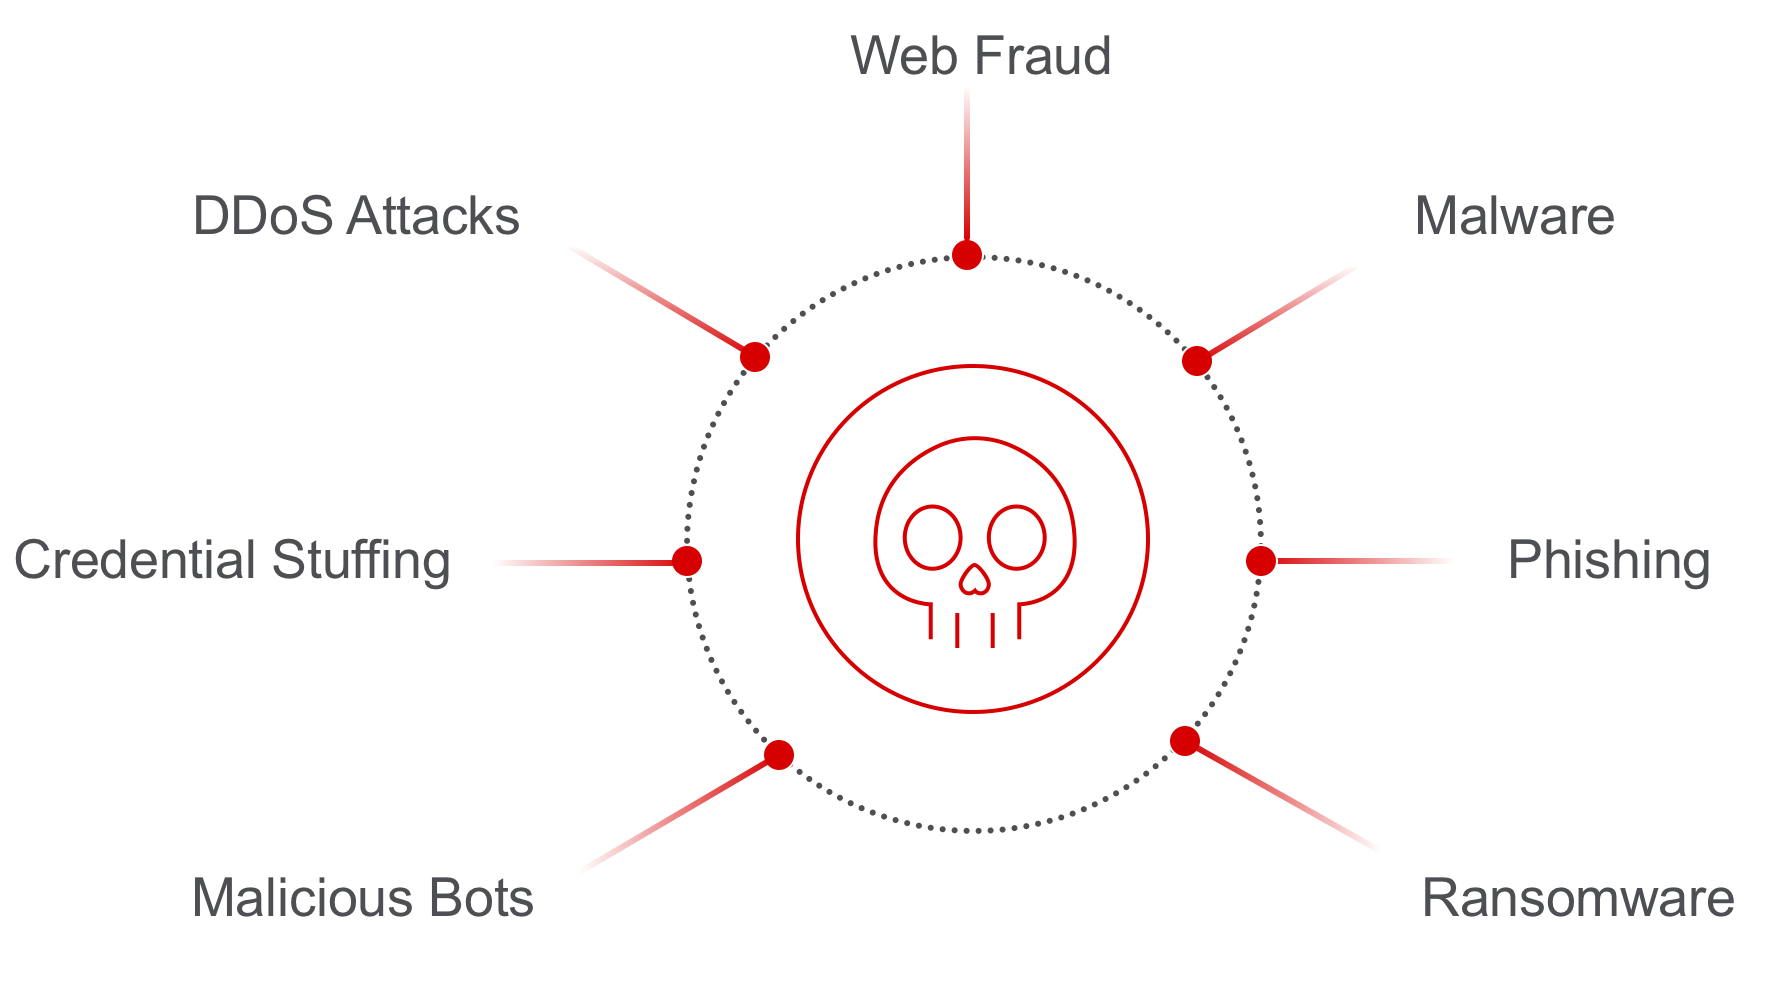 Web Fraud
DDoS Attacks
Malware
Credential Stuffing
Phishing
Malicious Bots
Ransomware